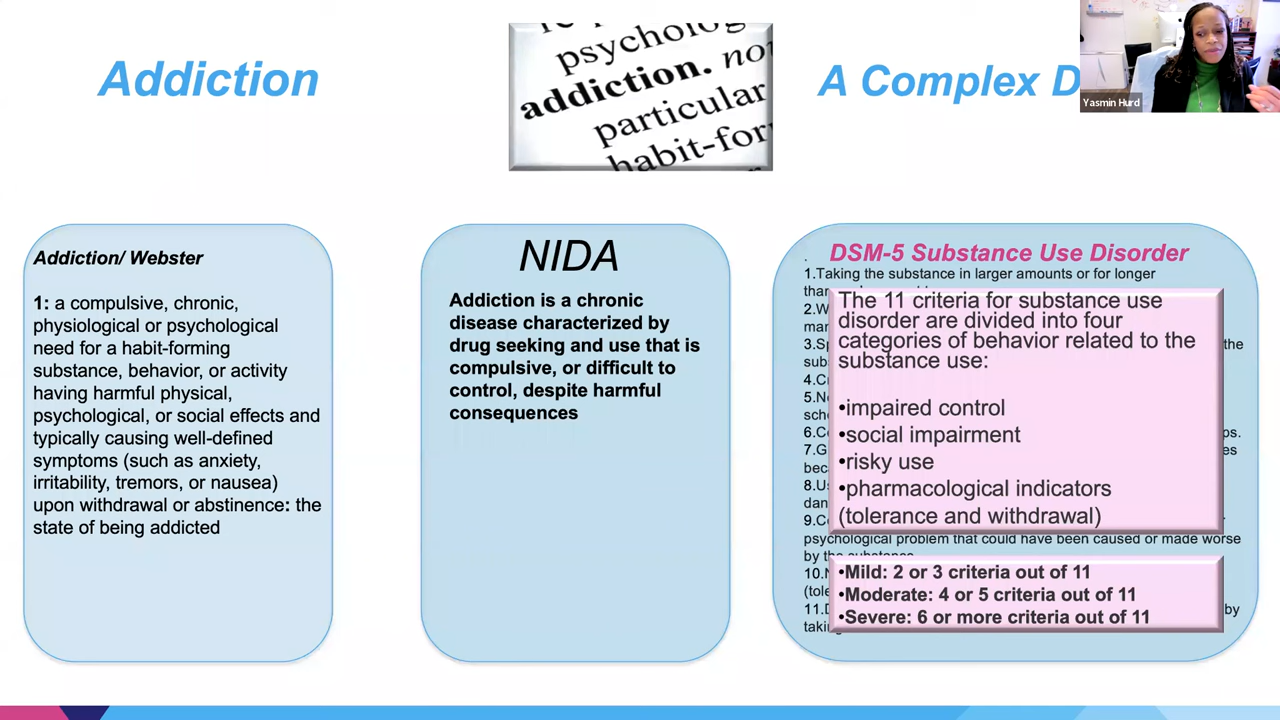 Addiction
psycholog
addiction. no
particular
habit-for
A Complex D
Yasmin Hurd
Addiction/ Webster
1: a compulsive, chronic,
physiological or psychological
need for a habit-forming
substance, behavior, or activity
having harmful physical,
psychological, or social effects and
typically causing well-defined
symptoms (such as anxiety,
irritability, tremors, or nausea)
upon withdrawal or abstinence: the
state of being addicted
NIDA
Addiction is a chronic
disease characterized by
drug seeking and use that is
compulsive, or difficult to
control, despite harmful
consequences
DSM-5 Substance Use Disorder
1.Taking the substance in larger amounts or for longer
The 11 criteria for substance use
disorder are divided into four
categories of behavior related to the
substance use:
•impaired control
•social impairment
•risky use
•pharmacological indicators
(tolerance and withdrawal)
psychological problem that could have been caused or made worse
by the substance
•Mild: 2 or 3 criteria out of 11
•Moderate: 4 or 5 criteria out of 11
•Severe: 6 or more criteria out of 11